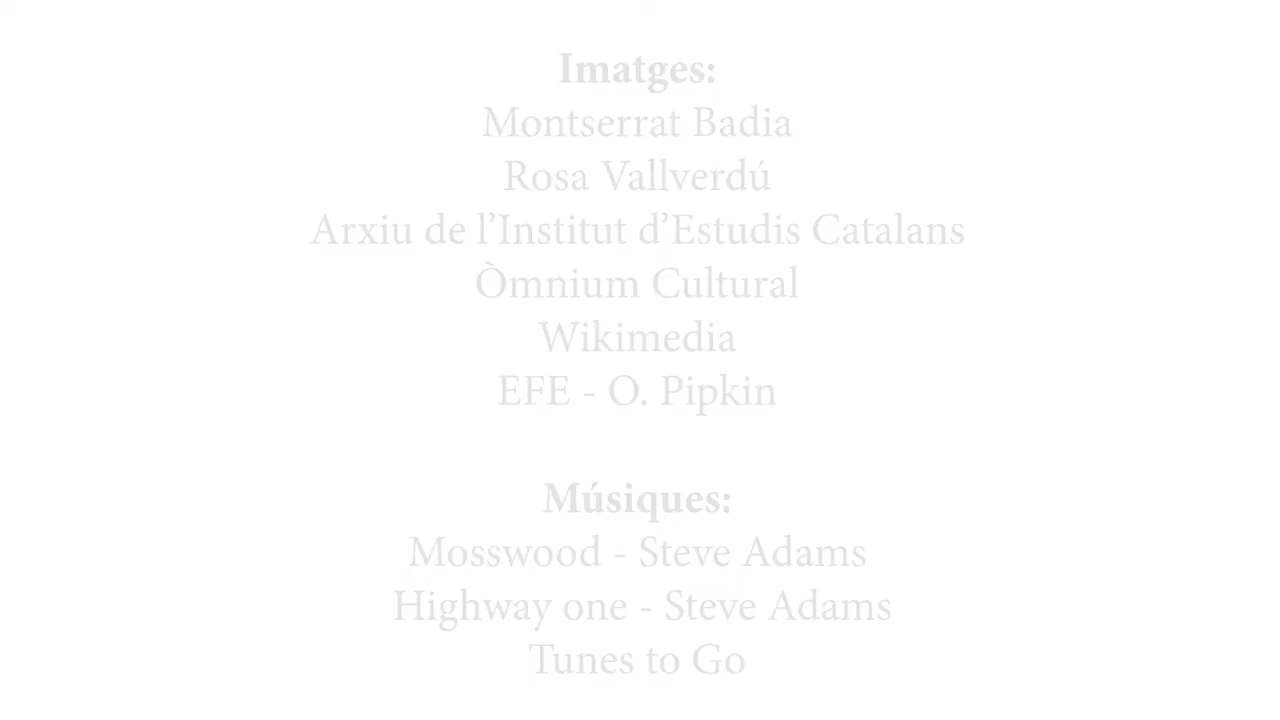 Imatges:
Montserrat Badia
Rosa Vallverdú
Arxiu de l’Institut d’Estudis Catalans
Òmnium Cultural
Wikimedia
EFE - O. Pipkin
Músiques:
Mosswood - Steve Adams
Highway one - Steve Adams
Tunes to Go